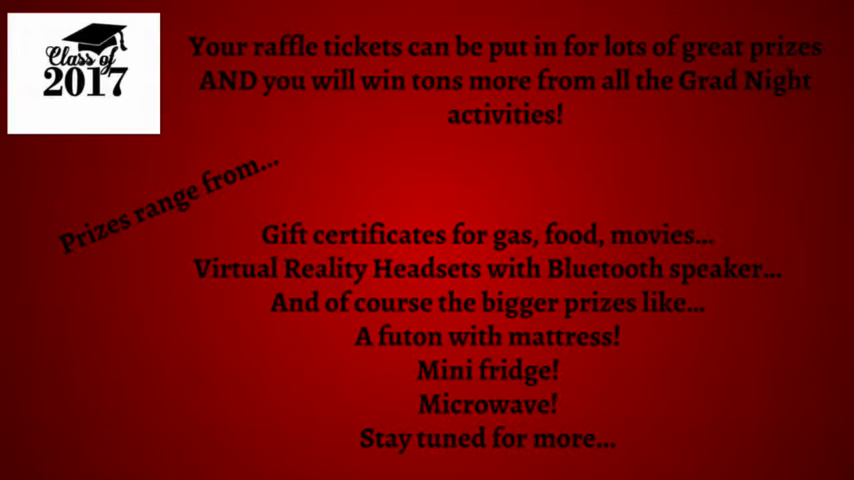 Class of
2017
Your raffle tickets can be put in for lots of great prizes
AND you will win tons more from all the Grad Night
activities!
Prizes range from...
Gift certificates for gas, food, movies...
Virtual Reality Headsets with Bluetooth speaker...
And of course the bigger prizes like...
A futon with mattress!
Mini fridge!
Microwave!
Stay tuned for more...